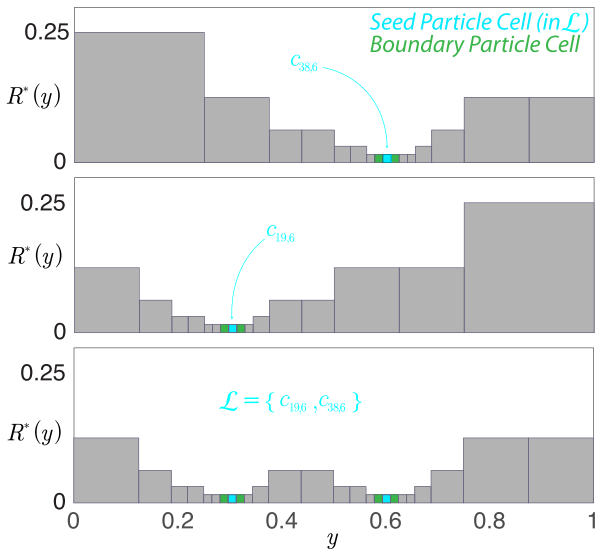 Seed Particle Cell (in ℒ)
Boundary Particle Cell
0.25
R*(y)
0
c38,6
0.25
R*(y)
0
c19,6
0.25
R*(y)
0
ℒ = { c19,6 , c38,6 }
0 0.2 0.4 0.6 0.8 1
y